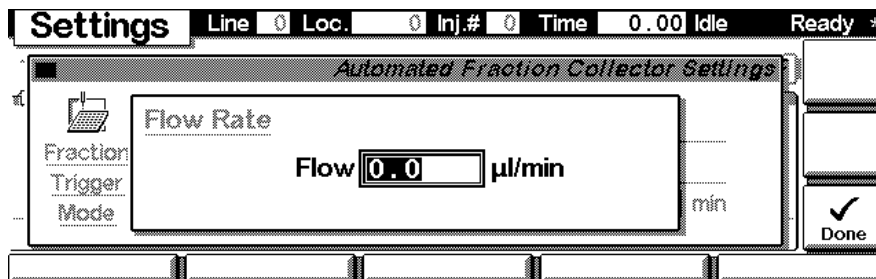 Settings Line 0 Loc. 0 Inj.# 0 Time 0.00 Idle Ready *
Automated Fraction Collector Settings
Flow Rate
Flow 0.0 µl/min
Fraction
Trigger
Mode
min
Done